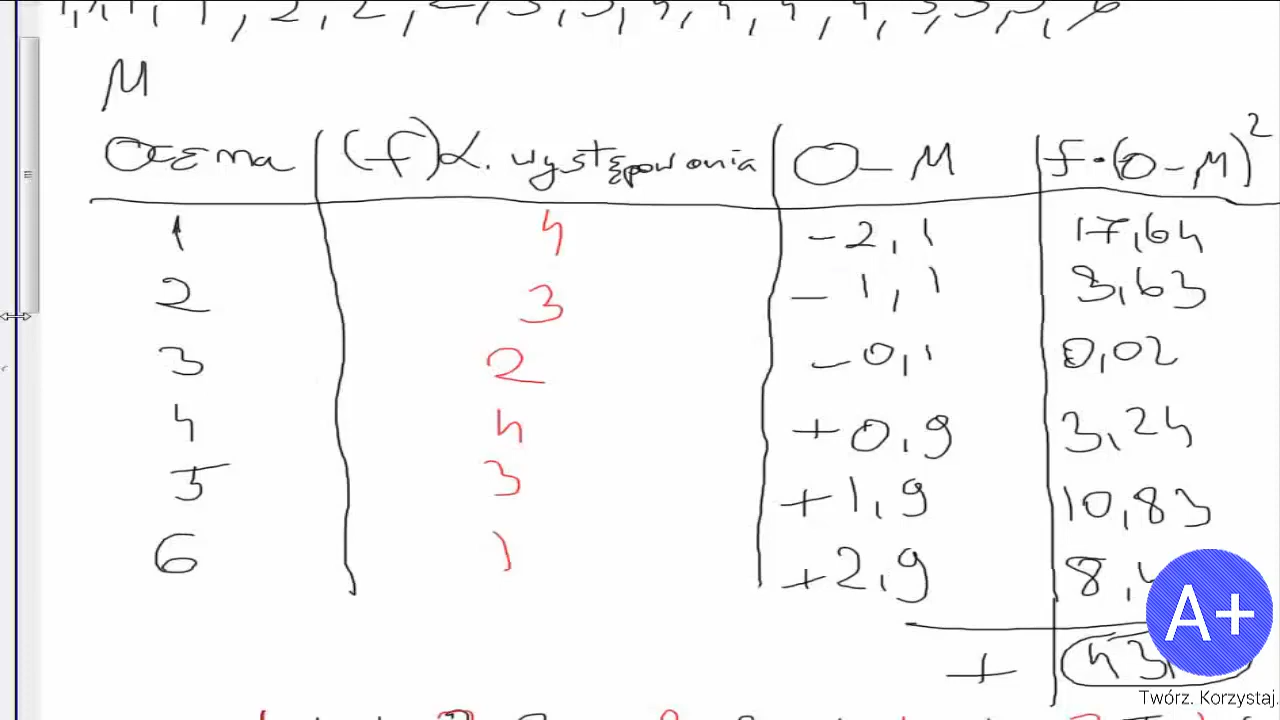 M
Ocena (f) L. występowania O - M f·(O - M)²
1 4 -2,1 17,64
2 3 -1,1 3,63
3 2 -0,1 0,02
4 4 +0,9 3,24
5 3 +1,9 10,83
6 1 +2,9 8,
+ 43,
A+
Twórz. Korzystaj.